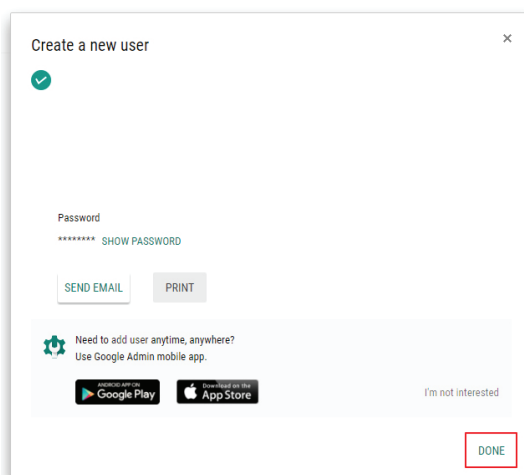 Create a new user
×
Password
******** SHOW PASSWORD
SEND EMAIL
PRINT
Need to add user anytime, anywhere?
Use Google Admin mobile app.
ANDROID APP ON
Google Play
Download on the
App Store
I'm not interested
DONE